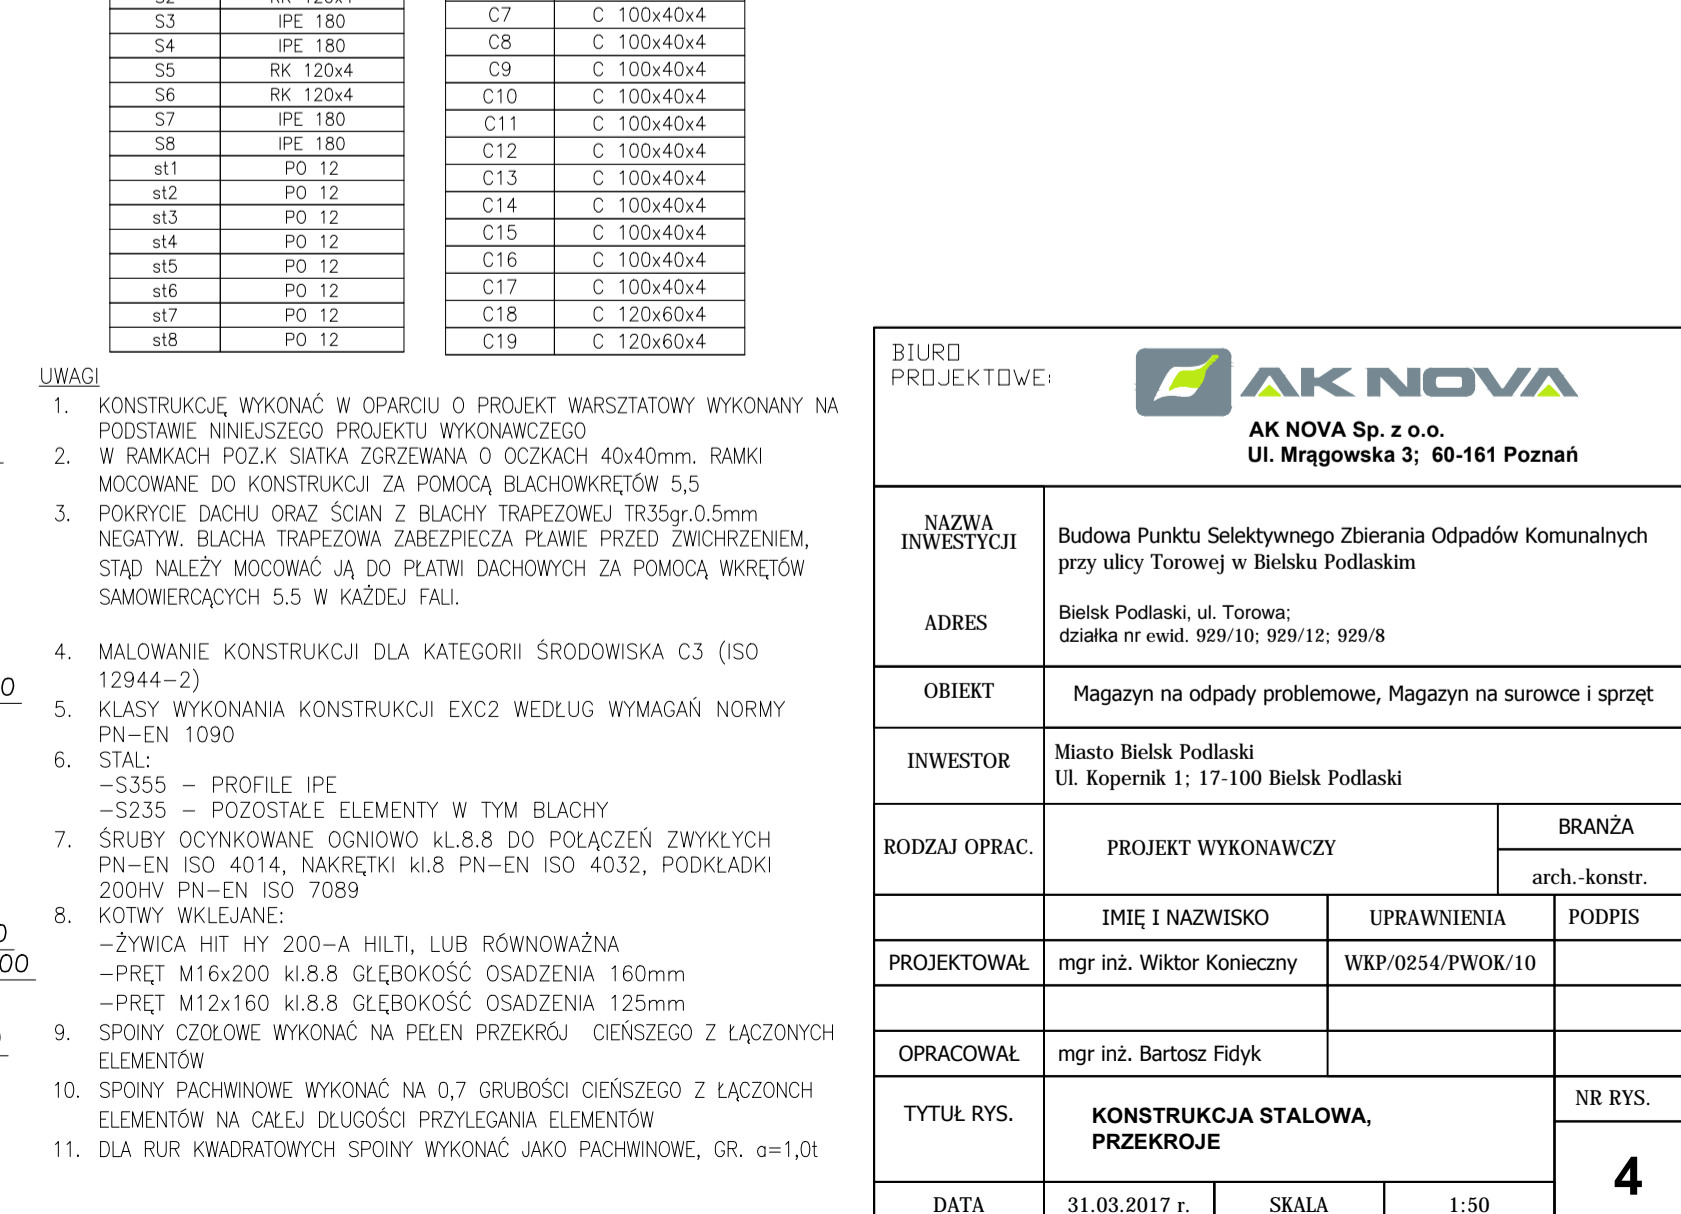 S3 IPE 180
S4 IPE 180
S5 RK 120x4
S6 RK 120x4
S7 IPE 180
S8 IPE 180
st1 PO 12
st2 PO 12
st3 PO 12
st4 PO 12
st5 PO 12
st6 PO 12
st7 PO 12
st8 PO 12
C7 C 100x40x4
C8 C 100x40x4
C9 C 100x40x4
C10 C 100x40x4
C11 C 100x40x4
C12 C 100x40x4
C13 C 100x40x4
C14 C 100x40x4
C15 C 100x40x4
C16 C 100x40x4
C17 C 100x40x4
C18 C 120x60x4
C19 C 120x60x4
UWAGI
1. KONSTRUKCJĘ WYKONAĆ W OPARCIU O PROJEKT WARSZTATOWY WYKONANY NA
PODSTAWIE NINIEJSZEGO PROJEKTU WYKONAWCZEGO
2. W RAMKACH POZ.K SIATKA ZGRZEWANA O OCZKACH 40x40mm. RAMKI
MOCOWANE DO KONSTRUKCJI ZA POMOCĄ BLACHOWKRĘTÓW 5,5
3. POKRYCIE DACHU ORAZ ŚCIAN Z BLACHY TRAPEZOWEJ TR35gr.0.5mm
NEGATYW. BLACHA TRAPEZOWA ZABEZPIECZA PŁAWIE PRZED ZWICHRZENIEM,
STĄD NALEŻY MOCOWAĆ JĄ DO PŁATWI DACHOWYCH ZA POMOCĄ WKRĘTÓW
SAMOWIERCĄCYCH 5.5 W KAŻDEJ FALI.
4. MALOWANIE KONSTRUKCJI DLA KATEGORII ŚRODOWISKA C3 (ISO
12944-2)
5. KLASY WYKONANIA KONSTRUKCJI EXC2 WEDŁUG WYMAGAŃ NORMY
PN-EN 1090
6. STAL:
-S355 - PROFILE IPE
-S235 - POZOSTAŁE ELEMENTY W TYM BLACHY
7. ŚRUBY OCYNKOWANE OGNIOWO kL.8.8 DO POŁĄCZEŃ ZWYKŁYCH
PN-EN ISO 4014, NAKRĘTKI kl.8 PN-EN ISO 4032, PODKŁADKI
200HV PN-EN ISO 7089
8. KOTWY WKLEJANE:
-ŻYWICA HIT HY 200-A HILTI, LUB RÓWNOWAŻNA
-PRĘT M16x200 kl.8.8 GŁĘBOKOŚĆ OSADZENIA 160mm
-PRĘT M12x160 kl.8.8 GŁĘBOKOŚĆ OSADZENIA 125mm
9. SPOINY CZOŁOWE WYKONAĆ NA PEŁEN PRZEKRÓJ CIEŃSZEGO Z ŁĄCZONYCH
ELEMENTÓW
10. SPOINY PACHWINOWE WYKONAĆ NA 0,7 GRUBOŚCI CIEŃSZEGO Z ŁĄCZONCH
ELEMENTÓW NA CAŁEJ DŁUGOŚCI PRZYLEGANIA ELEMENTÓW
11. DLA RUR KWADRATOWYCH SPOINY WYKONAĆ JAKO PACHWINOWE, GR. a=1,0t
BIURO
PROJEKTOWE:
AK NOVA
AK NOVA Sp. z o.o.
Ul. Mrągowska 3; 60-161 Poznań
NAZWA
INWESTYCJI
Budowa Punktu Selektywnego Zbierania Odpadów Komunalnych
przy ulicy Torowej w Bielsku Podlaskim
ADRES
Bielsk Podlaski, ul. Torowa;
działka nr ewid. 929/10; 929/12; 929/8
OBIEKT Magazyn na odpady problemowe, Magazyn na surowce i sprzęt
INWESTOR
Miasto Bielsk Podlaski
Ul. Kopernik 1; 17-100 Bielsk Podlaski
RODZAJ OPRAC. PROJEKT WYKONAWCZY
BRANŻA
arch.-konstr.
IMIĘ I NAZWISKO UPRAWNIENIA PODPIS
PROJEKTOWAŁ mgr inż. Wiktor Konieczny WKP/0254/PWOK/10
OPRACOWAŁ mgr inż. Bartosz Fidyk
TYTUŁ RYS.
KONSTRUKCJA STALOWA,
PRZEKROJE
NR RYS.
4
DATA 31.03.2017 r. SKALA 1:50